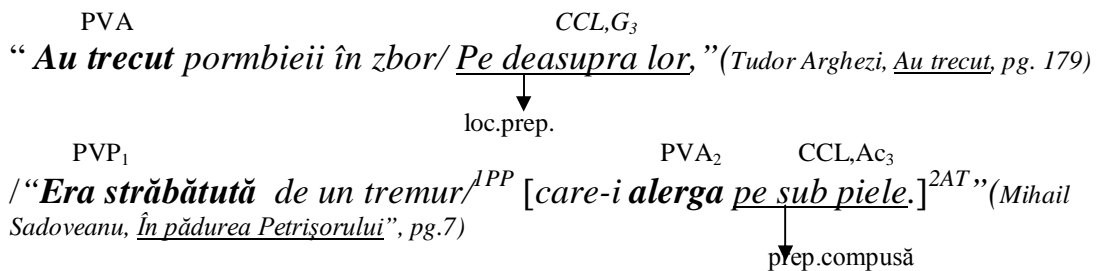 PVA CCL,G₃
“ Au trecut pormbieii în zbor/ Pe deasupra lor,”(Tudor Arghezi, Au trecut, pg. 179)
loc.prep.
PVP₁ PVA₂ CCL,Ac₃
/“Era străbătută de un tremur/¹ᴾᴾ [care-i alerga pe sub piele.]²ᴬᵀ”(Mihail
Sadoveanu, În pădurea Petrişorului”, pg.7)
prep.compusă